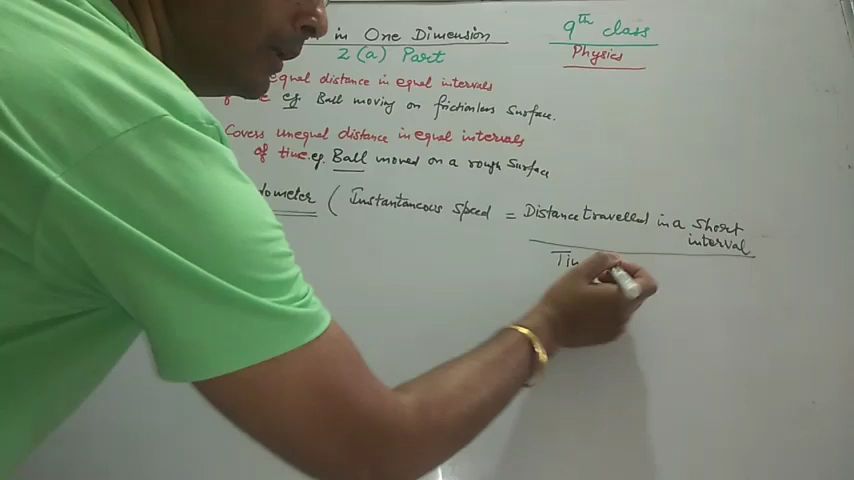 in One Dimension
9th class
2 (a) Part
Physics
equal distance in equal intervals
eg. Ball moving on frictionless surface.
Covers unequal distance in equal intervals
of time. eg. Ball moved on a rough surface
dometer ( Instantaneous speed = Distance travelled in a short
interval